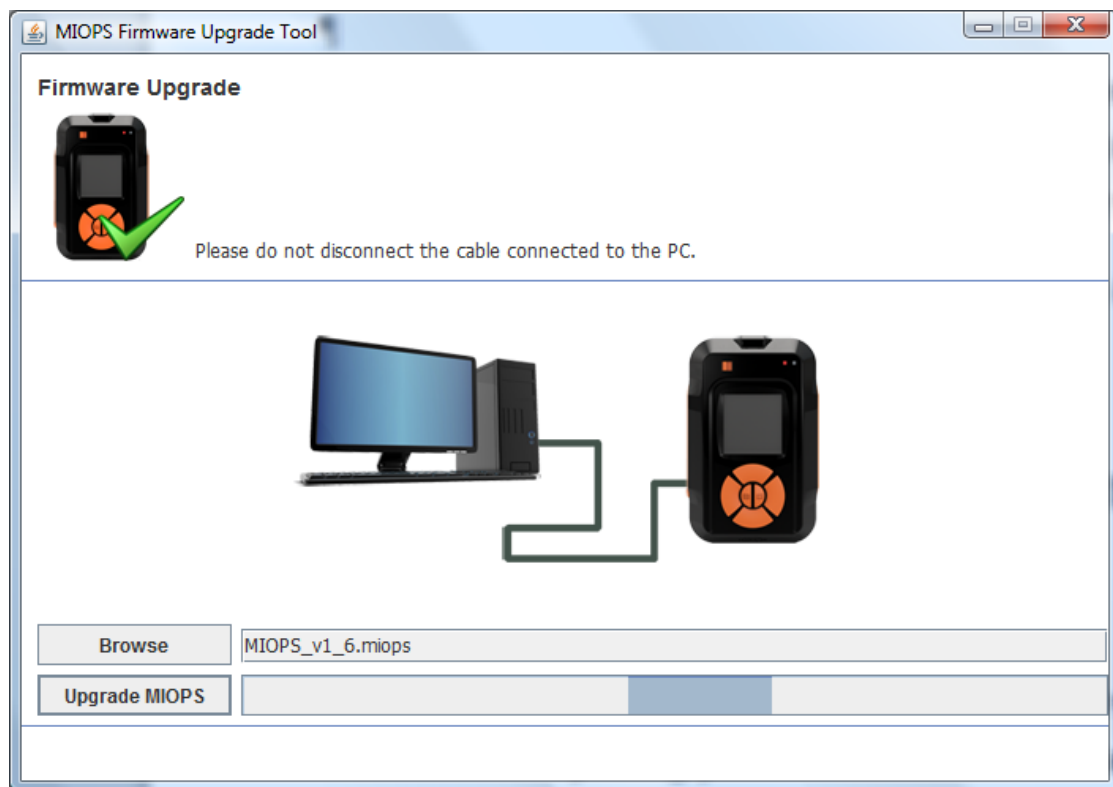 MIOPS Firmware Upgrade Tool
Firmware Upgrade
Please do not disconnect the cable connected to the PC.
Browse
MIOPS_v1_6.miops
Upgrade MIOPS